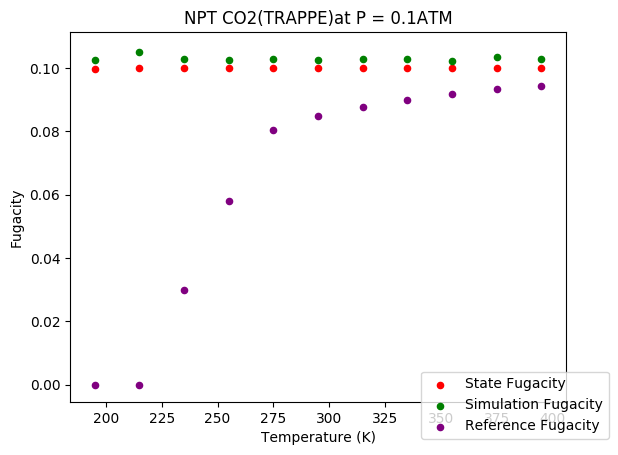 NPT CO2(TRAPPE)at P = 0.1ATM
Fugacity
0.10
0.08
0.06
0.04
0.02
0.00
200 225 250 275 300 325 350 375 400
Temperature (K)
State Fugacity
Simulation Fugacity
Reference Fugacity